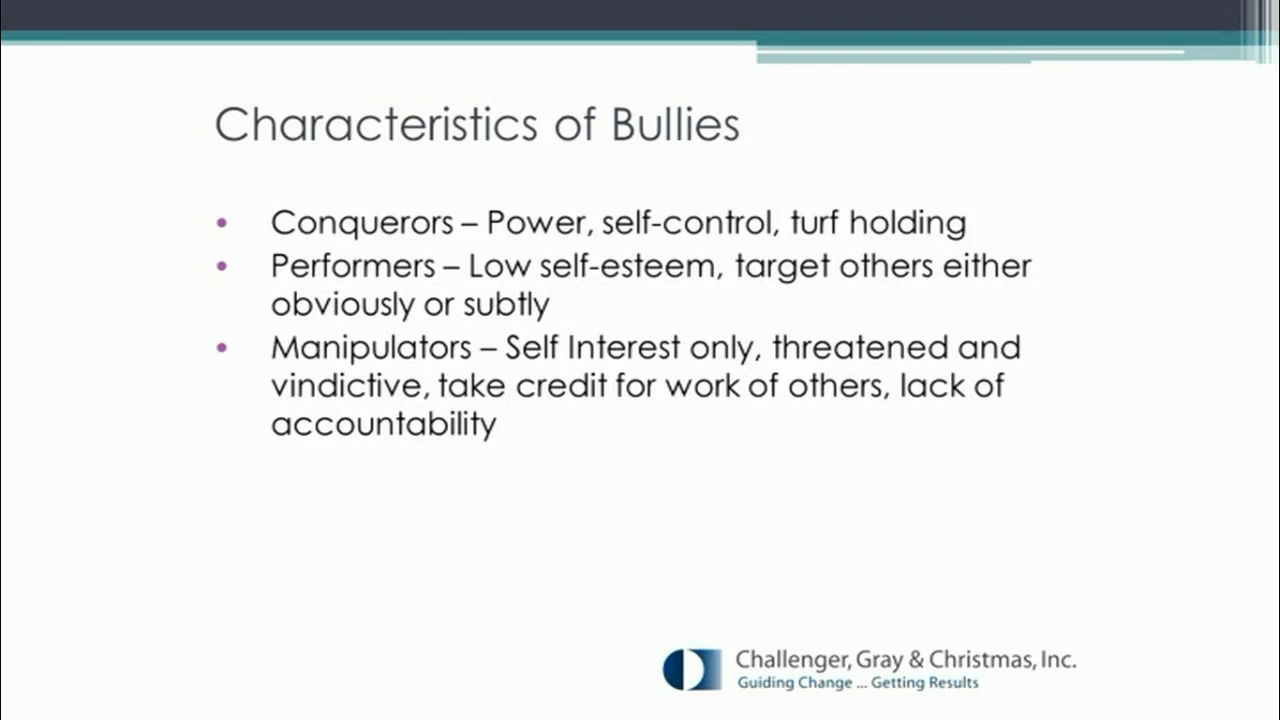 Characteristics of Bullies
• Conquerors – Power, self-control, turf holding
• Performers – Low self-esteem, target others either
obviously or subtly
• Manipulators – Self Interest only, threatened and
vindictive, take credit for work of others, lack of
accountability
Challenger, Gray & Christmas, Inc.
Guiding Change ... Getting Results